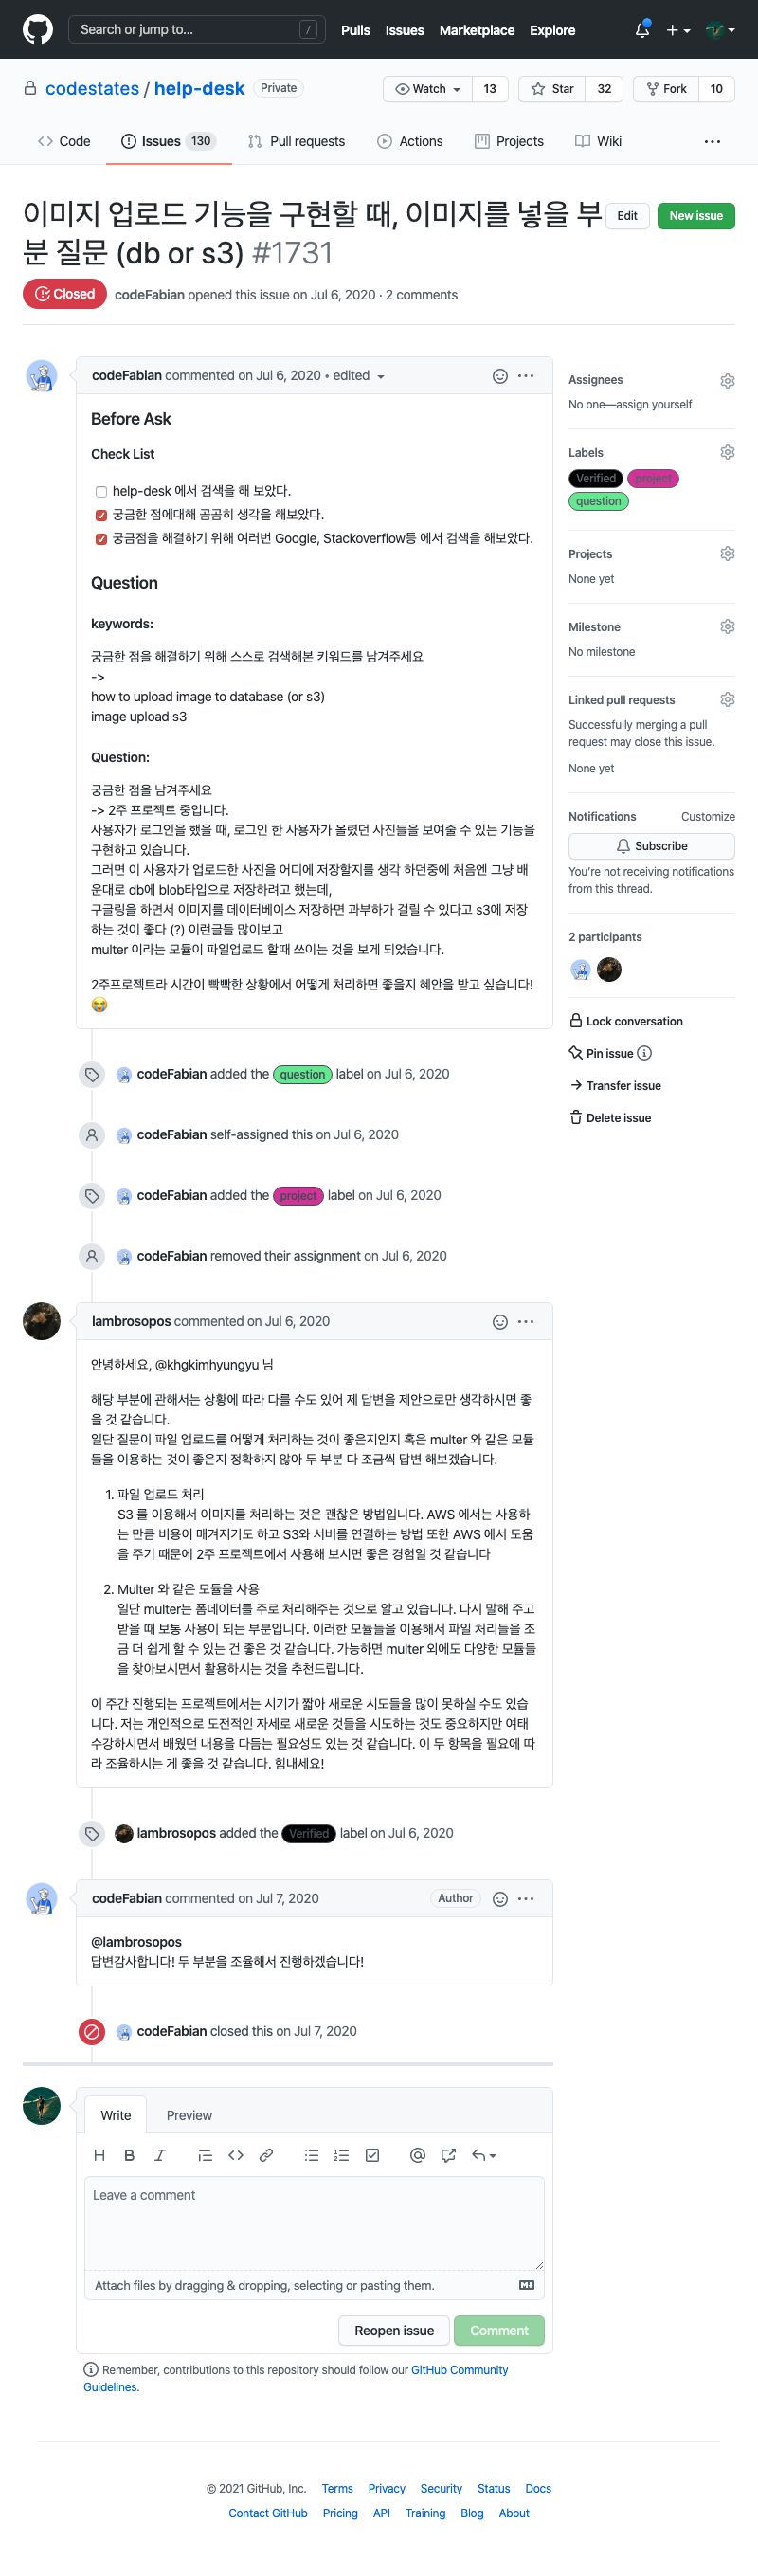 Search or jump to... /
Pulls Issues Marketplace Explore
codestates / help-desk Private
Watch 13 Star 32 Fork 10
Code Issues 130 Pull requests Actions Projects Wiki
이미지 업로드 기능을 구현할 때, 이미지를 넣을 부
분 질문 (db or s3) #1731
Edit New issue
Closed codeFabian opened this issue on Jul 6, 2020 · 2 comments
codeFabian commented on Jul 6, 2020 • edited
Before Ask
Check List
help-desk 에서 검색을 해 보았다.
궁금한 점에대해 곰곰히 생각을 해보았다.
궁금점을 해결하기 위해 여러번 Google, Stackoverflow등 에서 검색을 해보았다.
Question
keywords:
궁금한 점을 해결하기 위해 스스로 검색해본 키워드를 남겨주세요
->
how to upload image to database (or s3)
image upload s3
Question:
궁금한 점을 남겨주세요
-> 2주 프로젝트 중입니다.
사용자가 로그인을 했을 때, 로그인 한 사용자가 올렸던 사진들을 보여줄 수 있는 기능을
구현하고 있습니다.
그러면 이 사용자가 업로드한 사진을 어디에 저장할지를 생각 하던중에 처음엔 그냥 배
운대로 db에 blob타입으로 저장하려고 했는데,
구글링을 하면서 이미지를 데이터베이스 저장하면 과부하가 걸릴 수 있다고 s3에 저장
하는 것이 좋다 (?) 이런글들 많이보고
multer 이라는 모듈이 파일업로드 할때 쓰이는 것을 보게 되었습니다.
2주프로젝트라 시간이 빡빡한 상황에서 어떻게 처리하면 좋을지 혜안을 받고 싶습니다!
😭
Assignees
No one—assign yourself
Labels
Verified project
question
Projects
None yet
Milestone
No milestone
Linked pull requests
Successfully merging a pull
request may close this issue.
None yet
Notifications Customize
Subscribe
You're not receiving notifications
from this thread.
2 participants
Lock conversation
Pin issue
Transfer issue
Delete issue
codeFabian added the question label on Jul 6, 2020
codeFabian self-assigned this on Jul 6, 2020
codeFabian added the project label on Jul 6, 2020
codeFabian removed their assignment on Jul 6, 2020
lambrosopos commented on Jul 6, 2020
안녕하세요, @khgkimhyungyu 님
해당 부분에 관해서는 상황에 따라 다를 수도 있어 제 답변을 제안으로만 생각하시면 좋
을 것 같습니다.
일단 질문이 파일 업로드를 어떻게 처리하는 것이 좋은지인지 혹은 multer 와 같은 모듈
들을 이용하는 것이 좋은지 정확하지 않아 두 부분 다 조금씩 답변 해보겠습니다.
1. 파일 업로드 처리
S3 를 이용해서 이미지를 처리하는 것은 괜찮은 방법입니다. AWS 에서는 사용하
는 만큼 비용이 매겨지기도 하고 S3와 서버를 연결하는 방법 또한 AWS 에서 도움
을 주기 때문에 2주 프로젝트에서 사용해 보시면 좋은 경험일 것 같습니다
2. Multer 와 같은 모듈을 사용
일단 multer는 폼데이터를 주로 처리해주는 것으로 알고 있습니다. 다시 말해 주고
받을 때 보통 사용이 되는 부분입니다. 이러한 모듈들을 이용해서 파일 처리들을 조
금 더 쉽게 할 수 있는 건 좋은 것 같습니다. 가능하면 multer 외에도 다양한 모듈들
을 찾아보시면서 활용하시는 것을 추천드립니다.
이 주간 진행되는 프로젝트에서는 시기가 짧아 새로운 시도들을 많이 못하실 수도 있습
니다. 저는 개인적으로 도전적인 자세로 새로운 것들을 시도하는 것도 중요하지만 여태
수강하시면서 배웠던 내용을 다듬는 필요성도 있는 것 같습니다. 이 두 항목을 필요에 따
라 조율하시는 게 좋을 것 같습니다. 힘내세요!
lambrosopos added the Verified label on Jul 6, 2020
codeFabian commented on Jul 7, 2020 Author
@lambrosopos
답변감사합니다! 두 부분을 조율해서 진행하겠습니다!
codeFabian closed this on Jul 7, 2020
Write Preview
Leave a comment
Attach files by dragging & dropping, selecting or pasting them.
Reopen issue Comment
Remember, contributions to this repository should follow our GitHub Community
Guidelines.
© 2021 GitHub, Inc. Terms Privacy Security Status Docs
Contact GitHub Pricing API Training Blog About